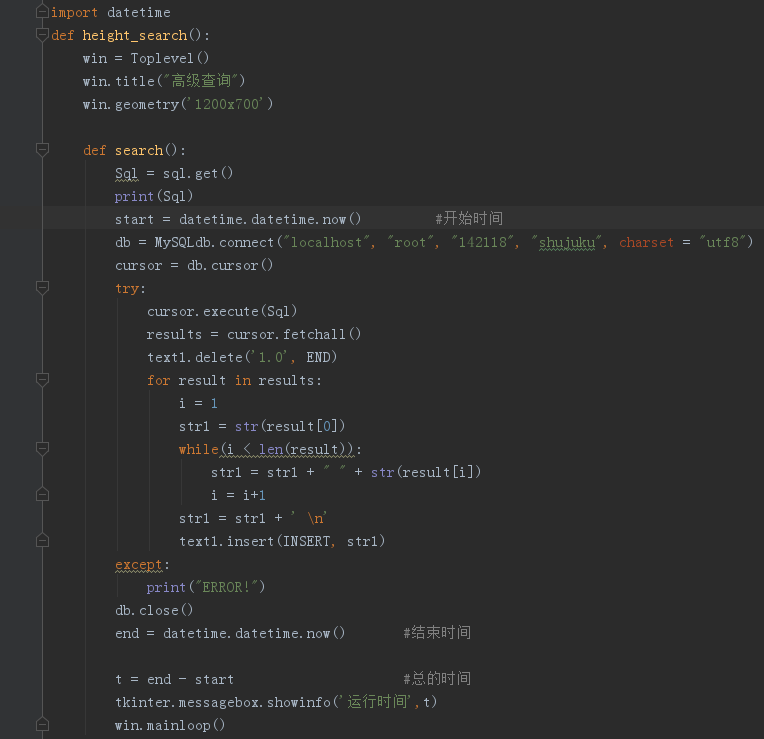 import datetime
def height_search():
    win = Toplevel()
    win.title("高级查询")
    win.geometry('1200x700')

    def search():
        Sql = sql.get()
        print(Sql)
        start = datetime.datetime.now()         #开始时间
        db = MySQLdb.connect("localhost", "root", "142118", "shujuku", charset = "utf8")
        cursor = db.cursor()
        try:
            cursor.execute(Sql)
            results = cursor.fetchall()
            text1.delete('1.0', END)
            for result in results:
                i = 1
                str1 = str(result[0])
                while(i < len(result)):
                    str1 = str1 + " " + str(result[i])
                    i = i+1
                str1 = str1 + ' \n'
                text1.insert(INSERT, str1)
        except:
            print("ERROR!")
        db.close()
        end = datetime.datetime.now()       #结束时间

        t = end - start                     #总的时间
        tkinter.messagebox.showinfo('运行时间',t)
        win.mainloop()